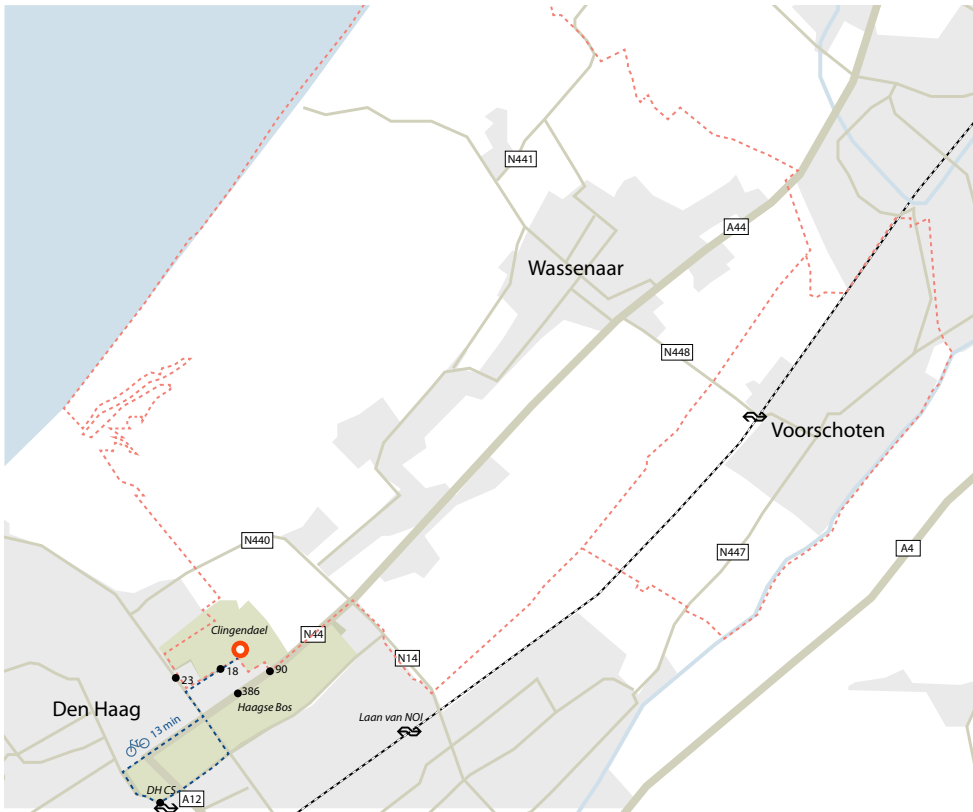 N441
A44
Wassenaar
N448
Voorschoten
N440
N447
A4
Clingendael
N44
N14
18
90
23
386
Haagse Bos
Den Haag
Laan van NOI
13 min
DH CS
A12